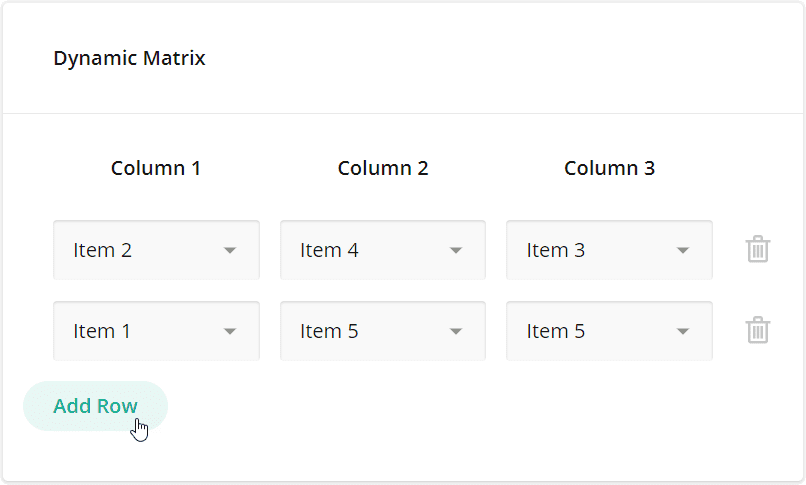 Dynamic Matrix
Column 1 Column 2 Column 3
Item 2 Item 4 Item 3
Item 1 Item 5 Item 5
Add Row